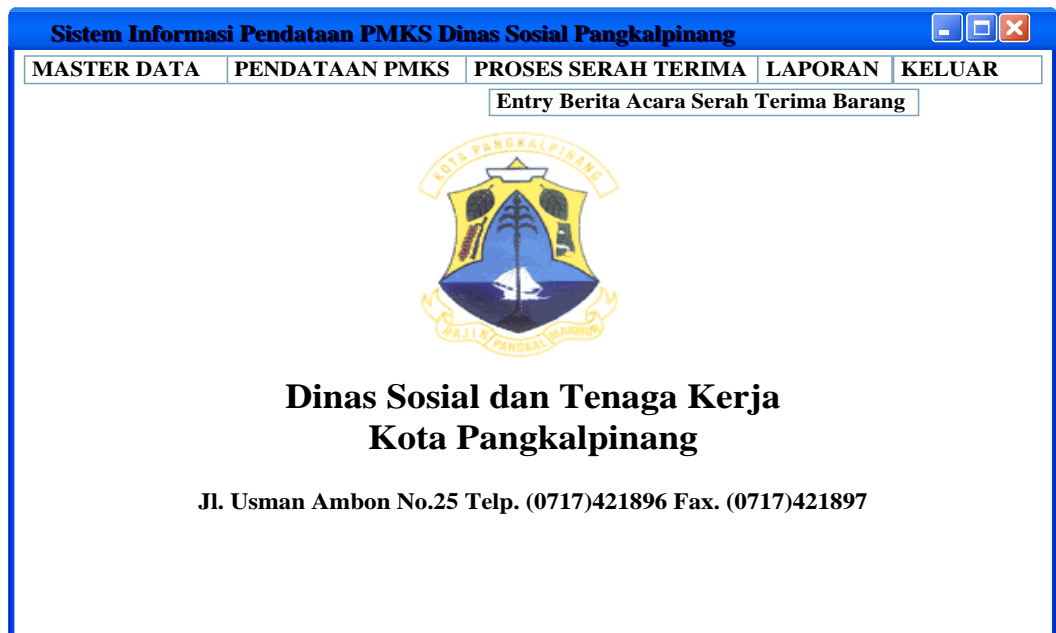 Sistem Informasi Pendataan PMKS Dinas Sosial Pangkalpinang
MASTER DATA PENDATAAN PMKS PROSES SERAH TERIMA LAPORAN KELUAR
Entry Berita Acara Serah Terima Barang
KOTA PANGKALPINANG
PANGKAL MAKMUR
Dinas Sosial dan Tenaga Kerja
Kota Pangkalpinang
Jl. Usman Ambon No.25 Telp. (0717)421896 Fax. (0717)421897